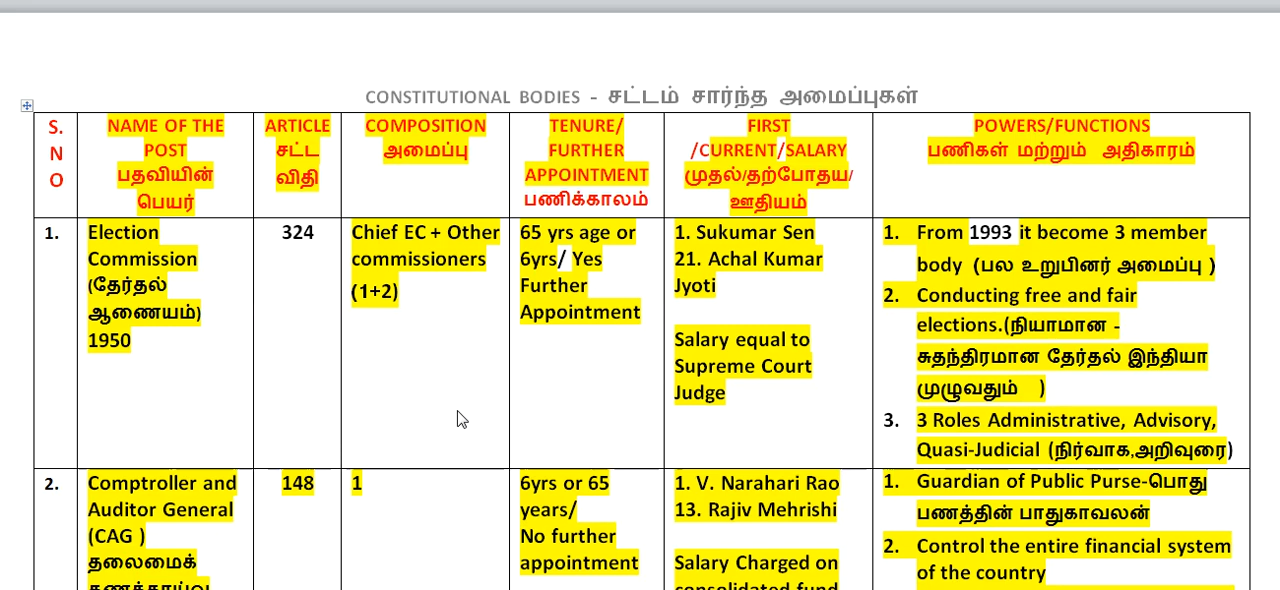 CONSTITUTIONAL BODIES - சட்டம் சார்ந்த அமைப்புகள்
S.
N
O
NAME OF THE
POST
பதவியின்
பெயர்
ARTICLE
சட்ட
விதி
COMPOSITION
அமைப்பு
TENURE/
FURTHER
APPOINTMENT
பணிக்காலம்
FIRST
/CURRENT/SALARY
முதல்/தற்போதய/
ஊதியம்
POWERS/FUNCTIONS
பணிகள் மற்றும் அதிகாரம்
1.
Election
Commission
(தேர்தல்
ஆணையம்)
1950
324
Chief EC + Other
commissioners
(1+2)
65 yrs age or
6yrs/ Yes
Further
Appointment
1. Sukumar Sen
21. Achal Kumar
Jyoti
Salary equal to
Supreme Court
Judge
1. From 1993 it become 3 member
body (பல உறுபினர் அமைப்பு )
2. Conducting free and fair
elections.(நியாமான -
சுதந்திரமான தேர்தல் இந்தியா
முழுவதும் )
3. 3 Roles Administrative, Advisory,
Quasi-Judicial (நிர்வாக,அறிவுரை)
2.
Comptroller and
Auditor General
(CAG )
தலைமைக்
148
1
6yrs or 65
years/
No further
appointment
1. V. Narahari Rao
13. Rajiv Mehrishi
Salary Charged on
consolidated fund
1. Guardian of Public Purse-பொது
பணத்தின் பாதுகாவலன்
2. Control the entire financial system
of the country